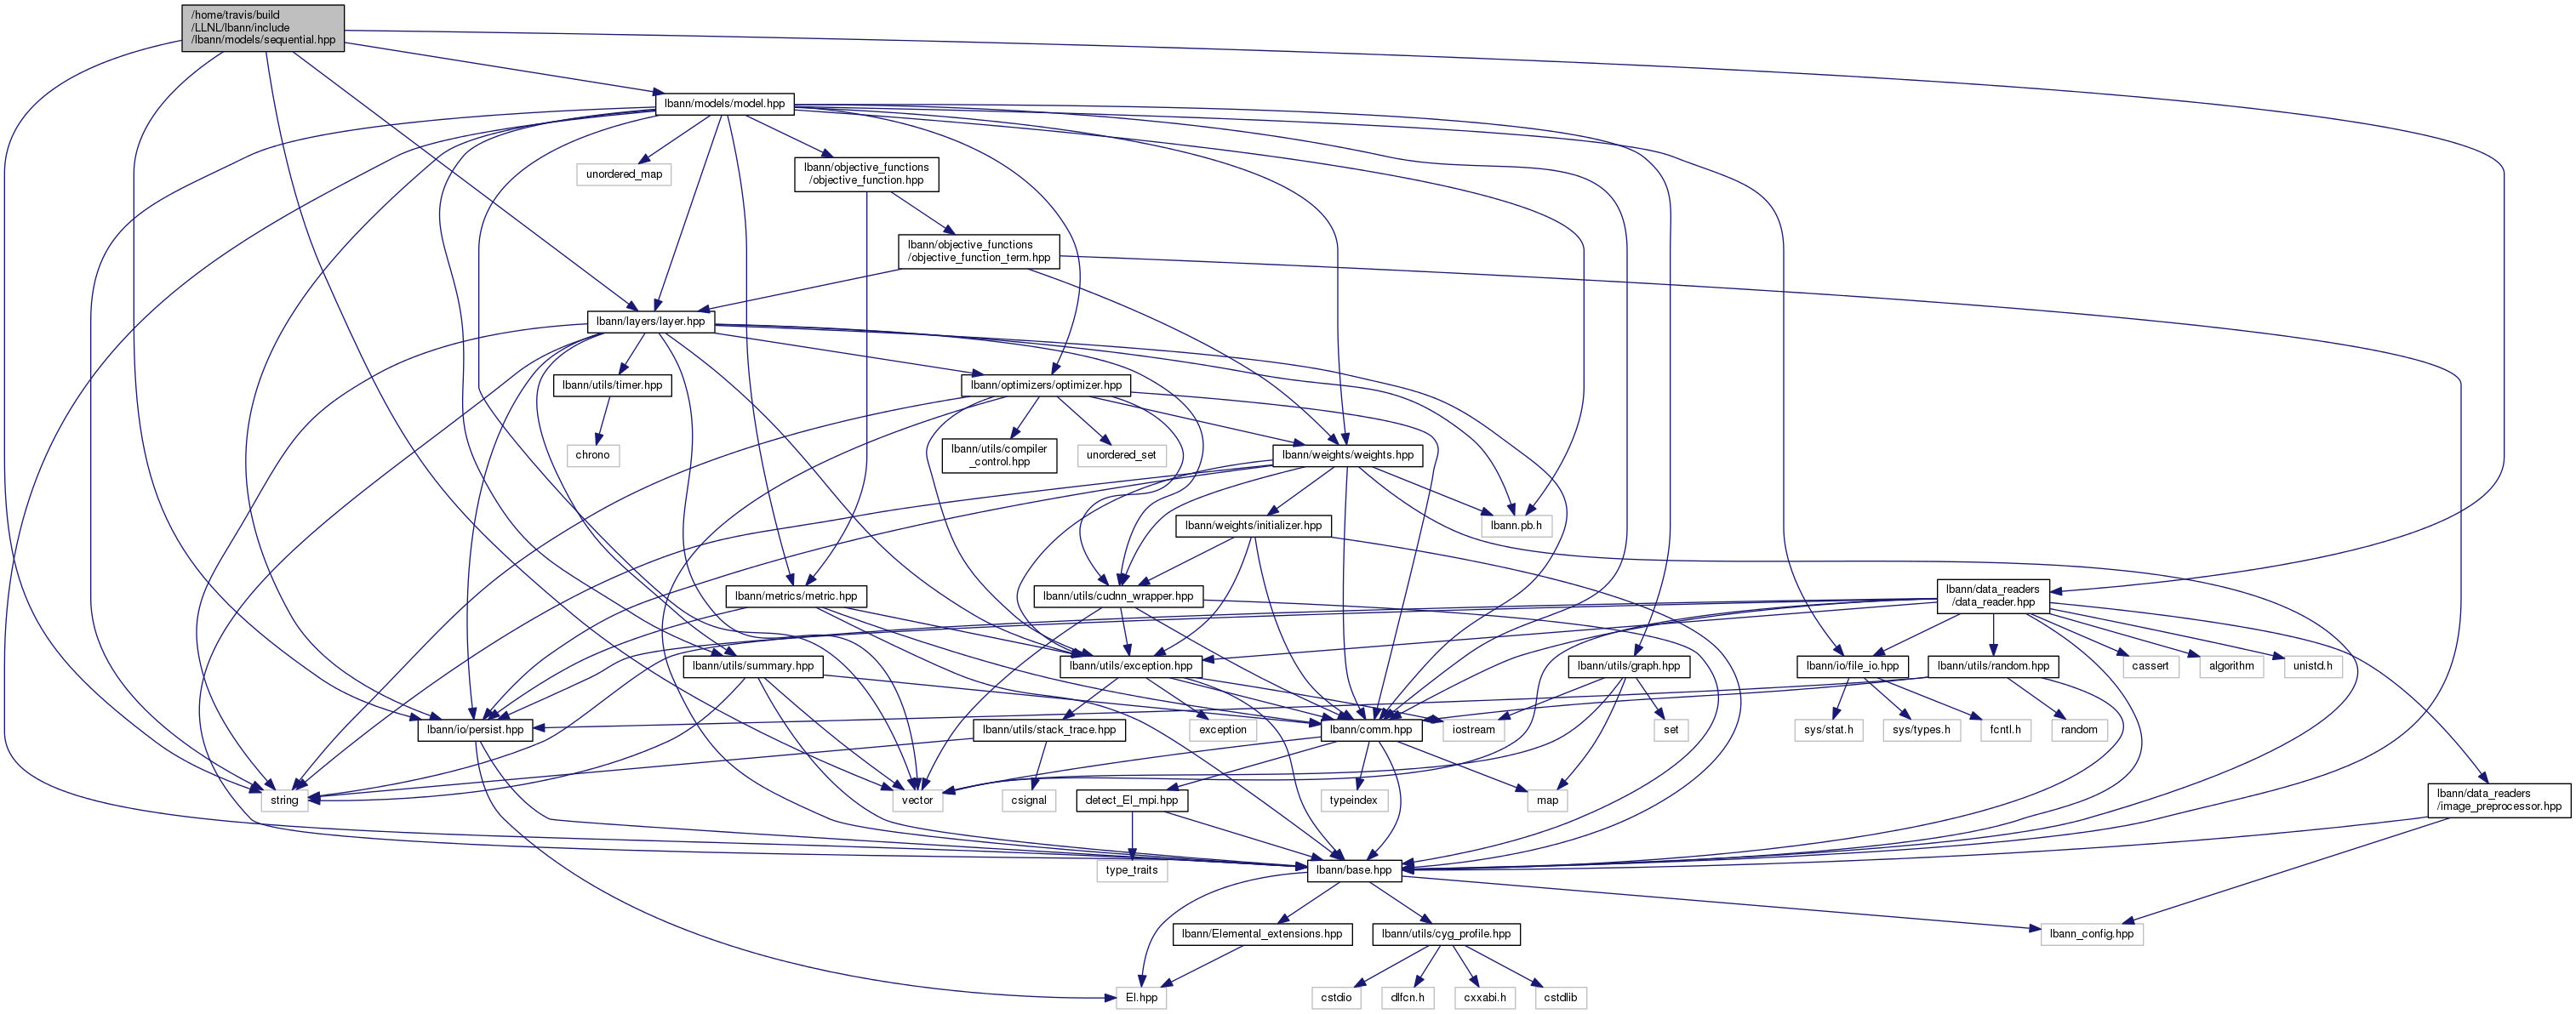 /home/travis/build
/LLNL/lbann/include
/lbann/models/sequential.hpp
lbann/models/model.hpp
unordered_map
lbann/objective_functions
/objective_function.hpp
lbann/objective_functions
/objective_function_term.hpp
lbann/layers/layer.hpp
lbann/utils/timer.hpp
lbann/optimizers/optimizer.hpp
chrono
lbann/utils/compiler
_control.hpp
unordered_set
lbann/weights/weights.hpp
lbann/weights/initializer.hpp
lbann.pb.h
lbann/metrics/metric.hpp
lbann/utils/cudnn_wrapper.hpp
lbann/data_readers
/data_reader.hpp
lbann/utils/summary.hpp
lbann/utils/exception.hpp
lbann/utils/graph.hpp
lbann/io/file_io.hpp
lbann/utils/random.hpp
cassert
algorithm
unistd.h
lbann/io/persist.hpp
lbann/utils/stack_trace.hpp
exception
lbann/comm.hpp
iostream
set
sys/stat.h
sys/types.h
fcntl.h
random
string
vector
csignal
detect_El_mpi.hpp
typeindex
map
lbann/data_readers
/image_preprocessor.hpp
type_traits
lbann/base.hpp
lbann/Elemental_extensions.hpp
lbann/utils/cyg_profile.hpp
lbann_config.hpp
El.hpp
cstdio
dlfcn.h
cxxabi.h
cstdlib